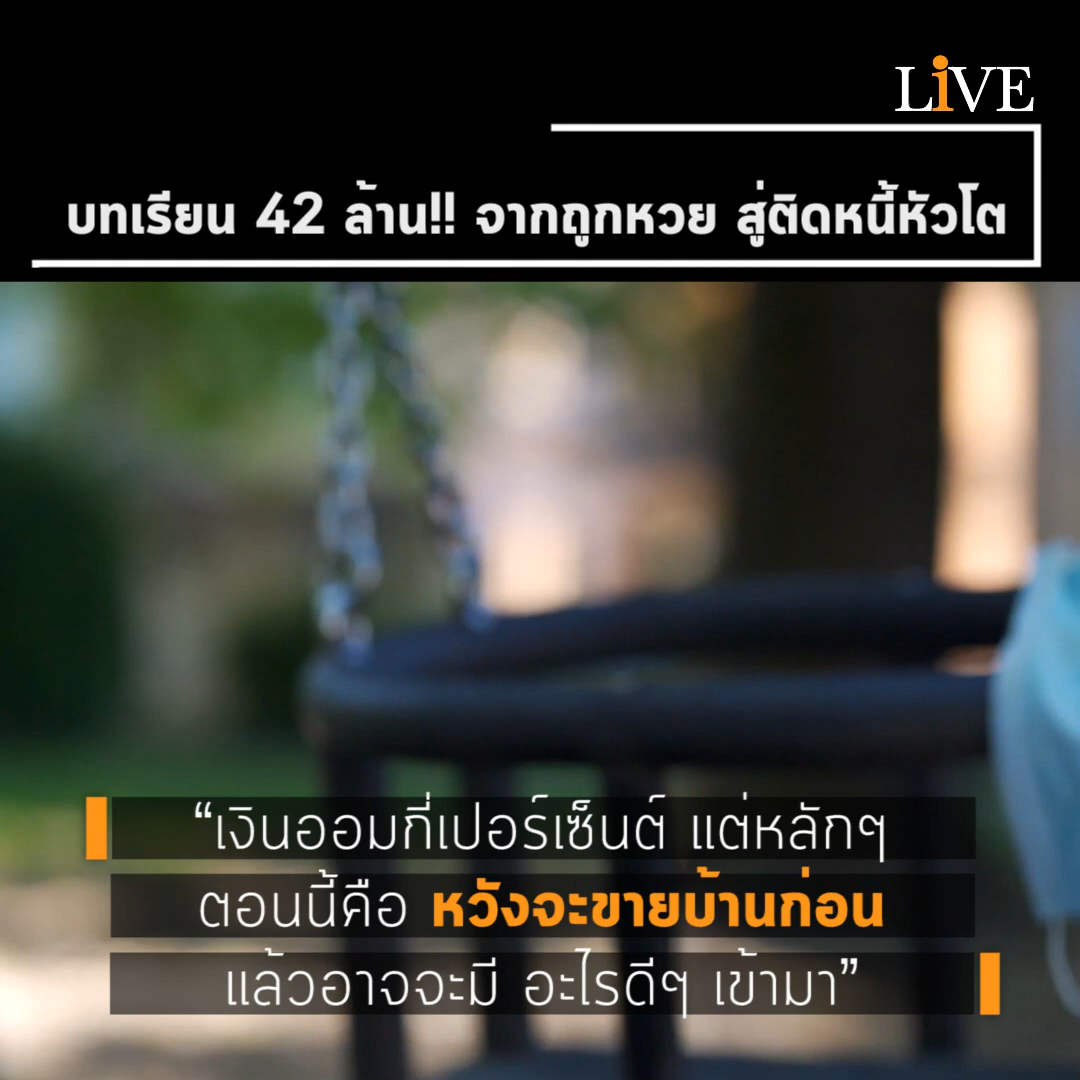 LiVE
บทเรียน 42 ล้าน!! จากถูกหวย สู่ติดหนี้หัวโต
“เงินออมกี่เปอร์เซ็นต์ แต่หลักๆ
ตอนนี้คือ หวังจะขายบ้านก่อน
แล้วอาจจะมี อะไรดีๆ เข้ามา”